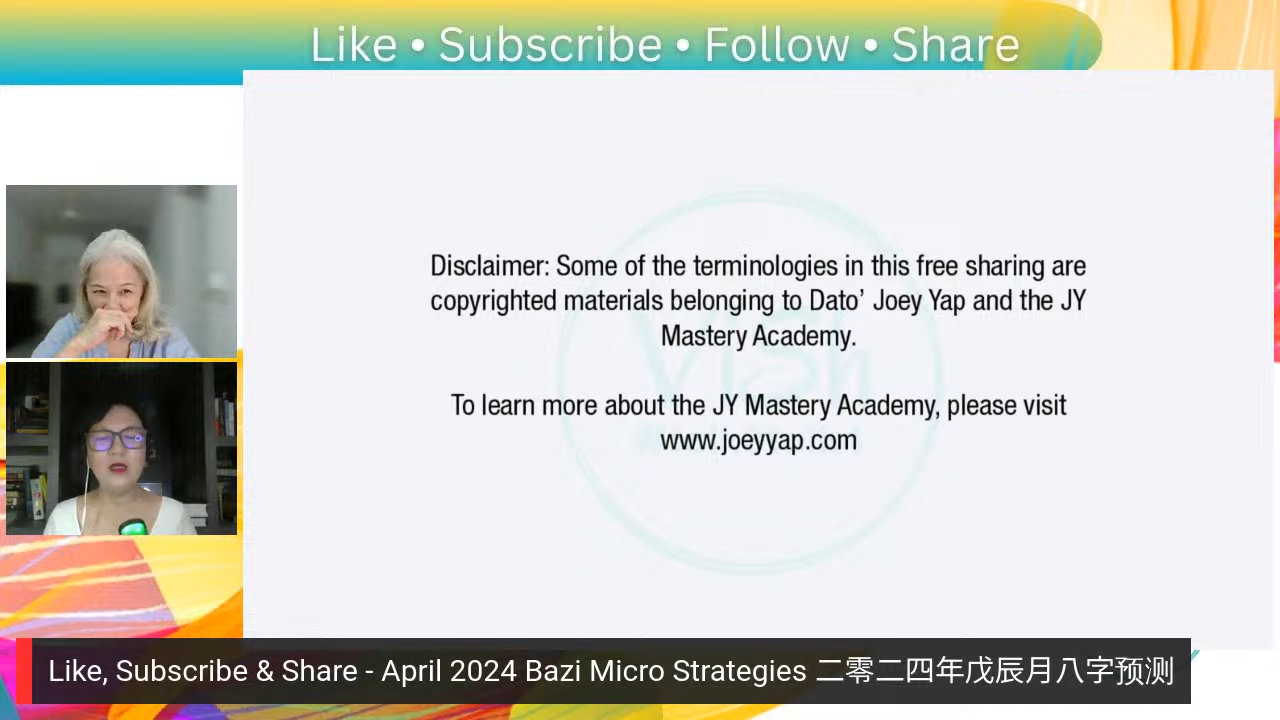 Like • Subscribe • Follow • Share
Disclaimer: Some of the terminologies in this free sharing are
copyrighted materials belonging to Dato’ Joey Yap and the JY
Mastery Academy.
To learn more about the JY Mastery Academy, please visit
www.joeyyap.com
Like, Subscribe & Share - April 2024 Bazi Micro Strategies 二零二四年戊辰月八字预测